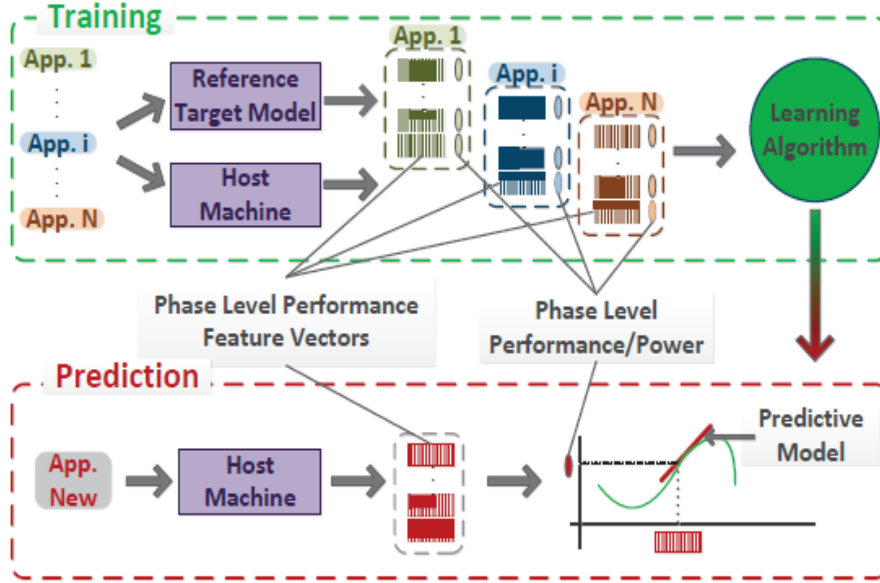 Training
App. 1
App. i
App. N
Reference
Target Model
Host
Machine
App. 1
App. i
App. N
Learning
Algorithm
Phase Level Performance
Feature Vectors
Phase Level
Performance/Power
Prediction
App.
New
Host
Machine
Predictive
Model